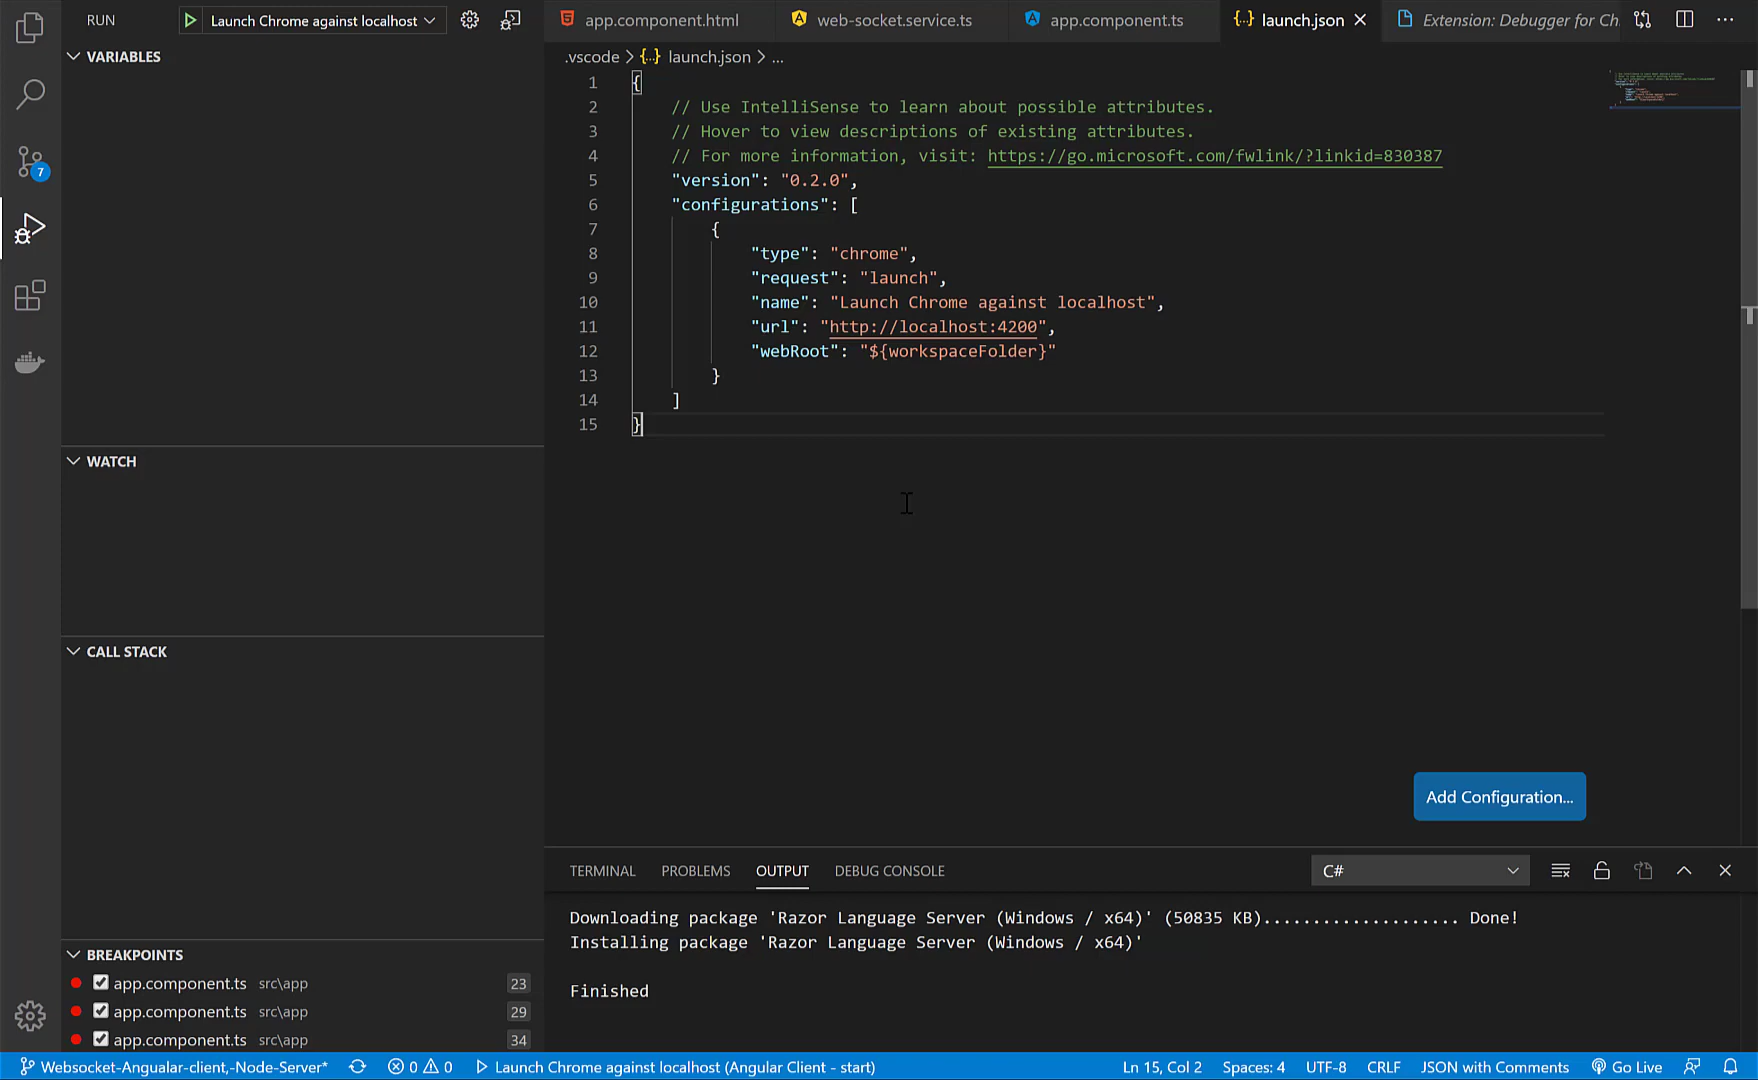 RUN
Launch Chrome against localhost
app.component.html
web-socket.service.ts
app.component.ts
{··} launch.json
Extension: Debugger for Ch
VARIABLES
.vscode > {··} launch.json > ...
1 {
2 // Use IntelliSense to learn about possible attributes.
3 // Hover to view descriptions of existing attributes.
4 // For more information, visit: https://go.microsoft.com/fwlink/?linkid=830387
5 "version": "0.2.0",
6 "configurations": [
7 {
8 "type": "chrome",
9 "request": "launch",
10 "name": "Launch Chrome against localhost",
11 "url": "http://localhost:4200",
12 "webRoot": "${workspaceFolder}"
13 }
14 ]
15 }
7
WATCH
CALL STACK
Add Configuration...
TERMINAL PROBLEMS OUTPUT DEBUG CONSOLE
C#
Downloading package 'Razor Language Server (Windows / x64)' (50835 KB).................... Done!
Installing package 'Razor Language Server (Windows / x64)'
Finished
BREAKPOINTS
app.component.ts src\app 23
app.component.ts src\app 29
app.component.ts src\app 34
Websocket-Angualar-client,-Node-Server* 0 0 Launch Chrome against localhost (Angular Client - start) Ln 15, Col 2 Spaces: 4 UTF-8 CRLF JSON with Comments Go Live